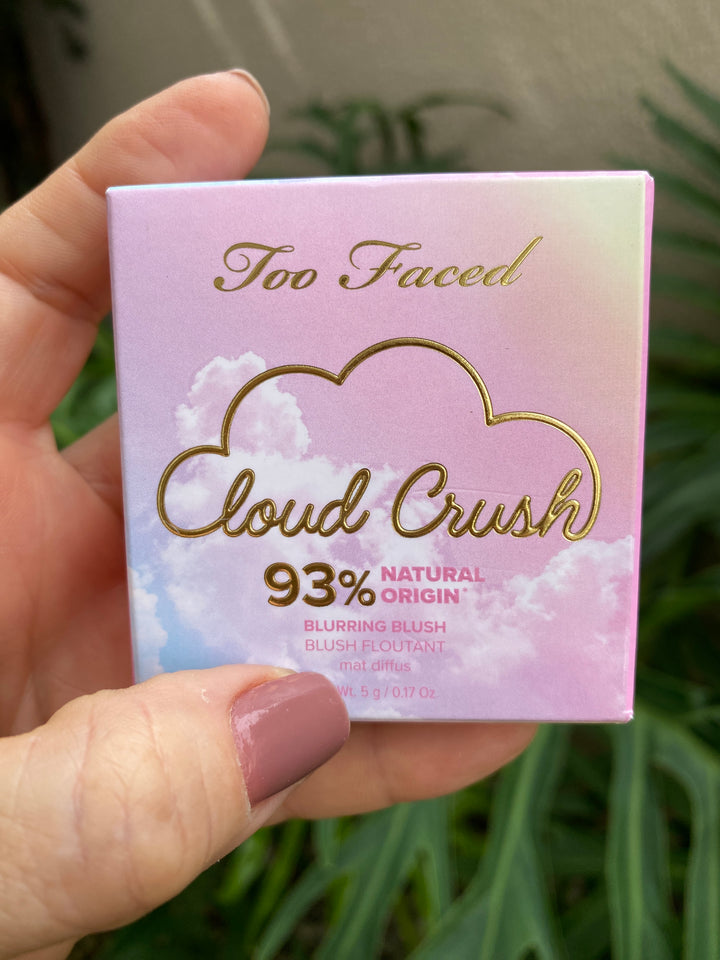 Too Faced
Cloud Crush
93% NATURAL
ORIGIN*
BLURRING BLUSH
BLUSH FLOUTANT
mat diffus
Wt. 5 g / 0.17 Oz